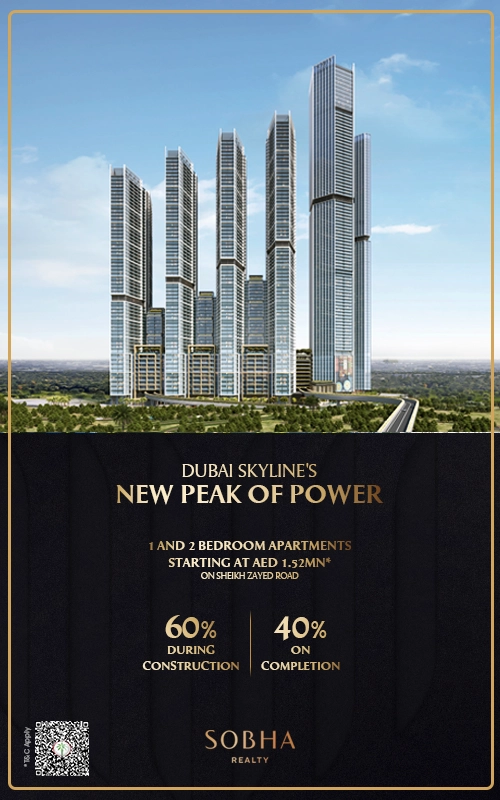 DUBAI SKYLINE'S
NEW PEAK OF POWER
1 AND 2 BEDROOM APARTMENTS
STARTING AT AED 1.52MN*
ON SHEIKH ZAYED ROAD
60%
DURING
CONSTRUCTION
40%
ON
COMPLETION
*T&C Apply
SOBHA
REALTY